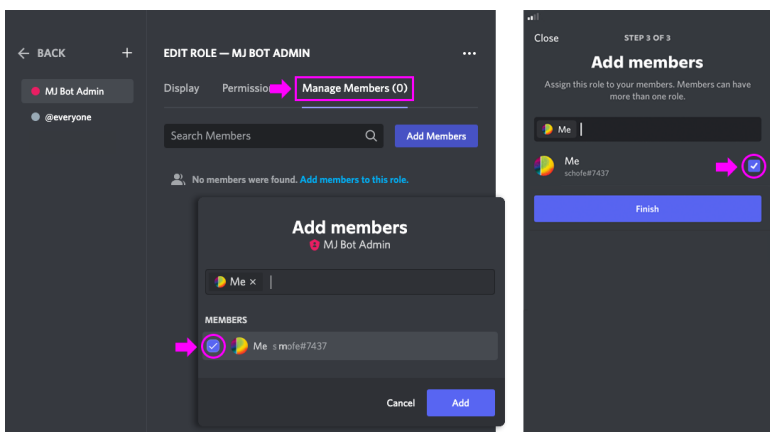 BACK +
MJ Bot Admin
@everyone
EDIT ROLE — MJ BOT ADMIN
Display
Manage Members (0)
Search Members
Add Members
No members were found. Add members to this role.
Add members
MJ Bot Admin
Me ×
MEMBERS
Me smofe#7437
Cancel
Add
Close
STEP 3 OF 3
Add members
Assign this role to your members. Members can have
more than one role.
Me
Me
schofe#7437
Finish